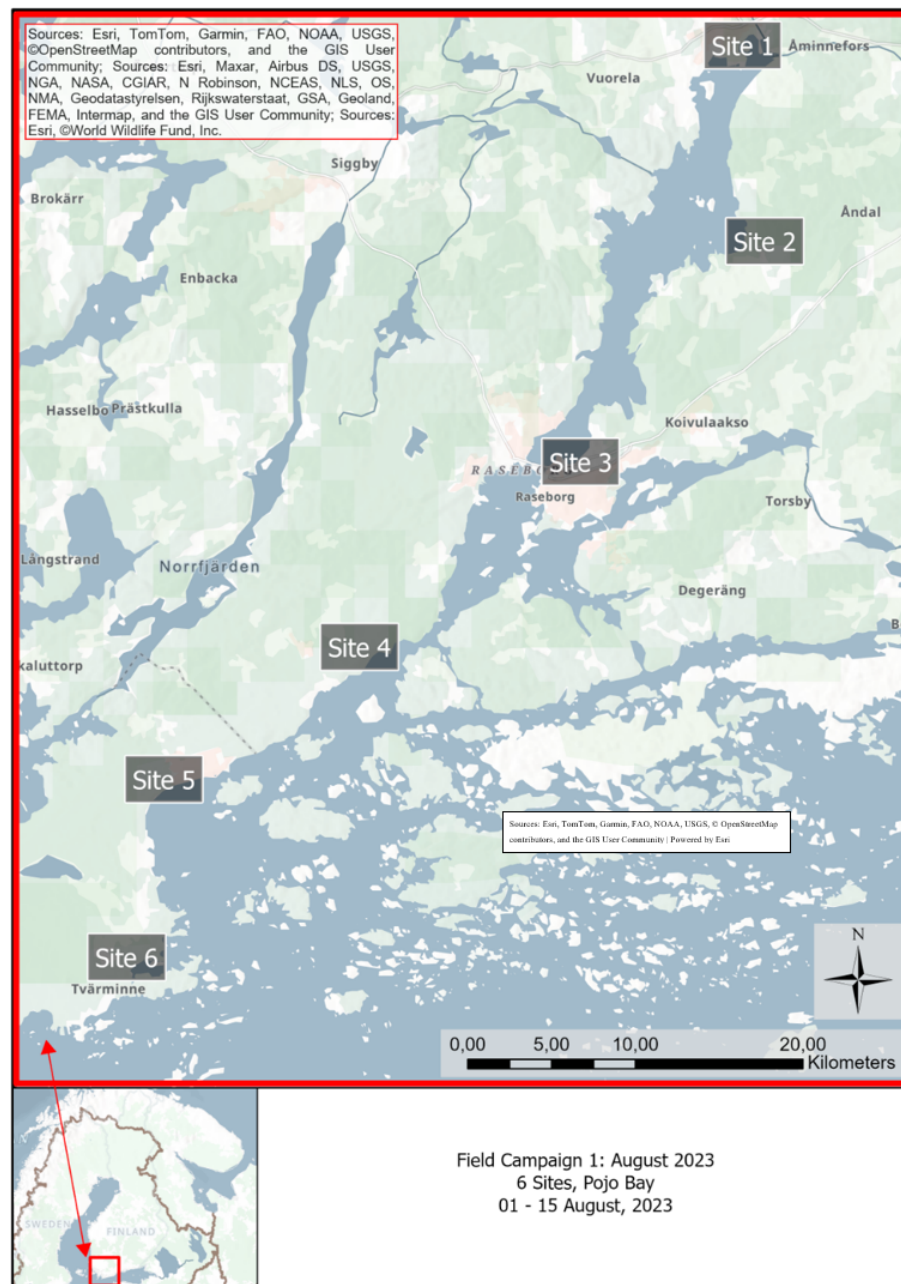 Sources: Esri, TomTom, Garmin, FAO, NOAA, USGS,
©OpenStreetMap contributors, and the GIS User
Community; Sources: Esri, Maxar, Airbus DS, USGS,
NGA, NASA, CGIAR, N Robinson, NCEAS, NLS, OS,
NMA, Geodatastyrelsen, Rijkswaterstaat, GSA, Geoland,
FEMA, Intermap, and the GIS User Community; Sources:
Esri, ©World Wildlife Fund, Inc.
Site 1
Åminnefors
Vuorela
Siggby
Brokärr
Åndal
Site 2
Enbacka
Hasselbo
Prästkulla
Koivulaakso
Site 3
Raseborg
Torsby
Långstrand
Norrfjärden
Degeräng
B
Site 4
kaluttorp
Site 5
Sources: Esri, TomTom, Garmin, FAO, NOAA, USGS, © OpenStreetMap
contributors, and the GIS User Community | Powered by Esri
Site 6
Tvärminne
N
0,00 5,00 10,00 20,00
Kilometers
SWEDEN
FINLAND
Field Campaign 1: August 2023
6 Sites, Pojo Bay
01 - 15 August, 2023